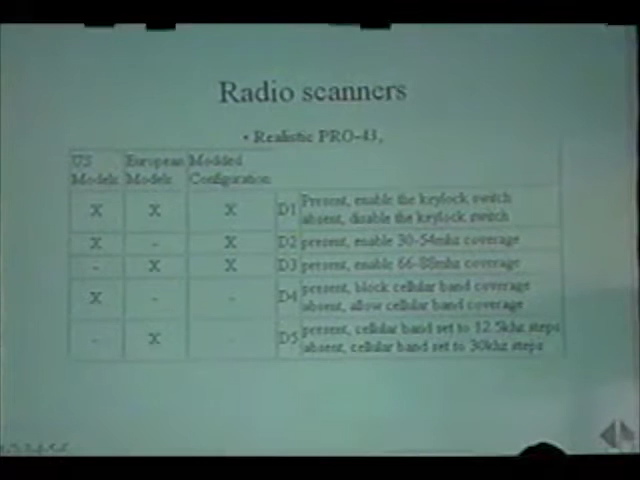 Radio scanners
• Realistic PRO-43,
US Models European Models Modded Configuration
X X X D1 Present, enable the keylock switch
absent, disable the keylock switch
X - X D2 present, enable 30-54mhz coverage
- X X D3 present, enable 66-88mhz coverage
X - - D4 present, block cellular band coverage
absent, allow cellular band coverage
- X - D5 present, cellular band set to 12.5khz steps
absent, cellular band set to 30khz steps